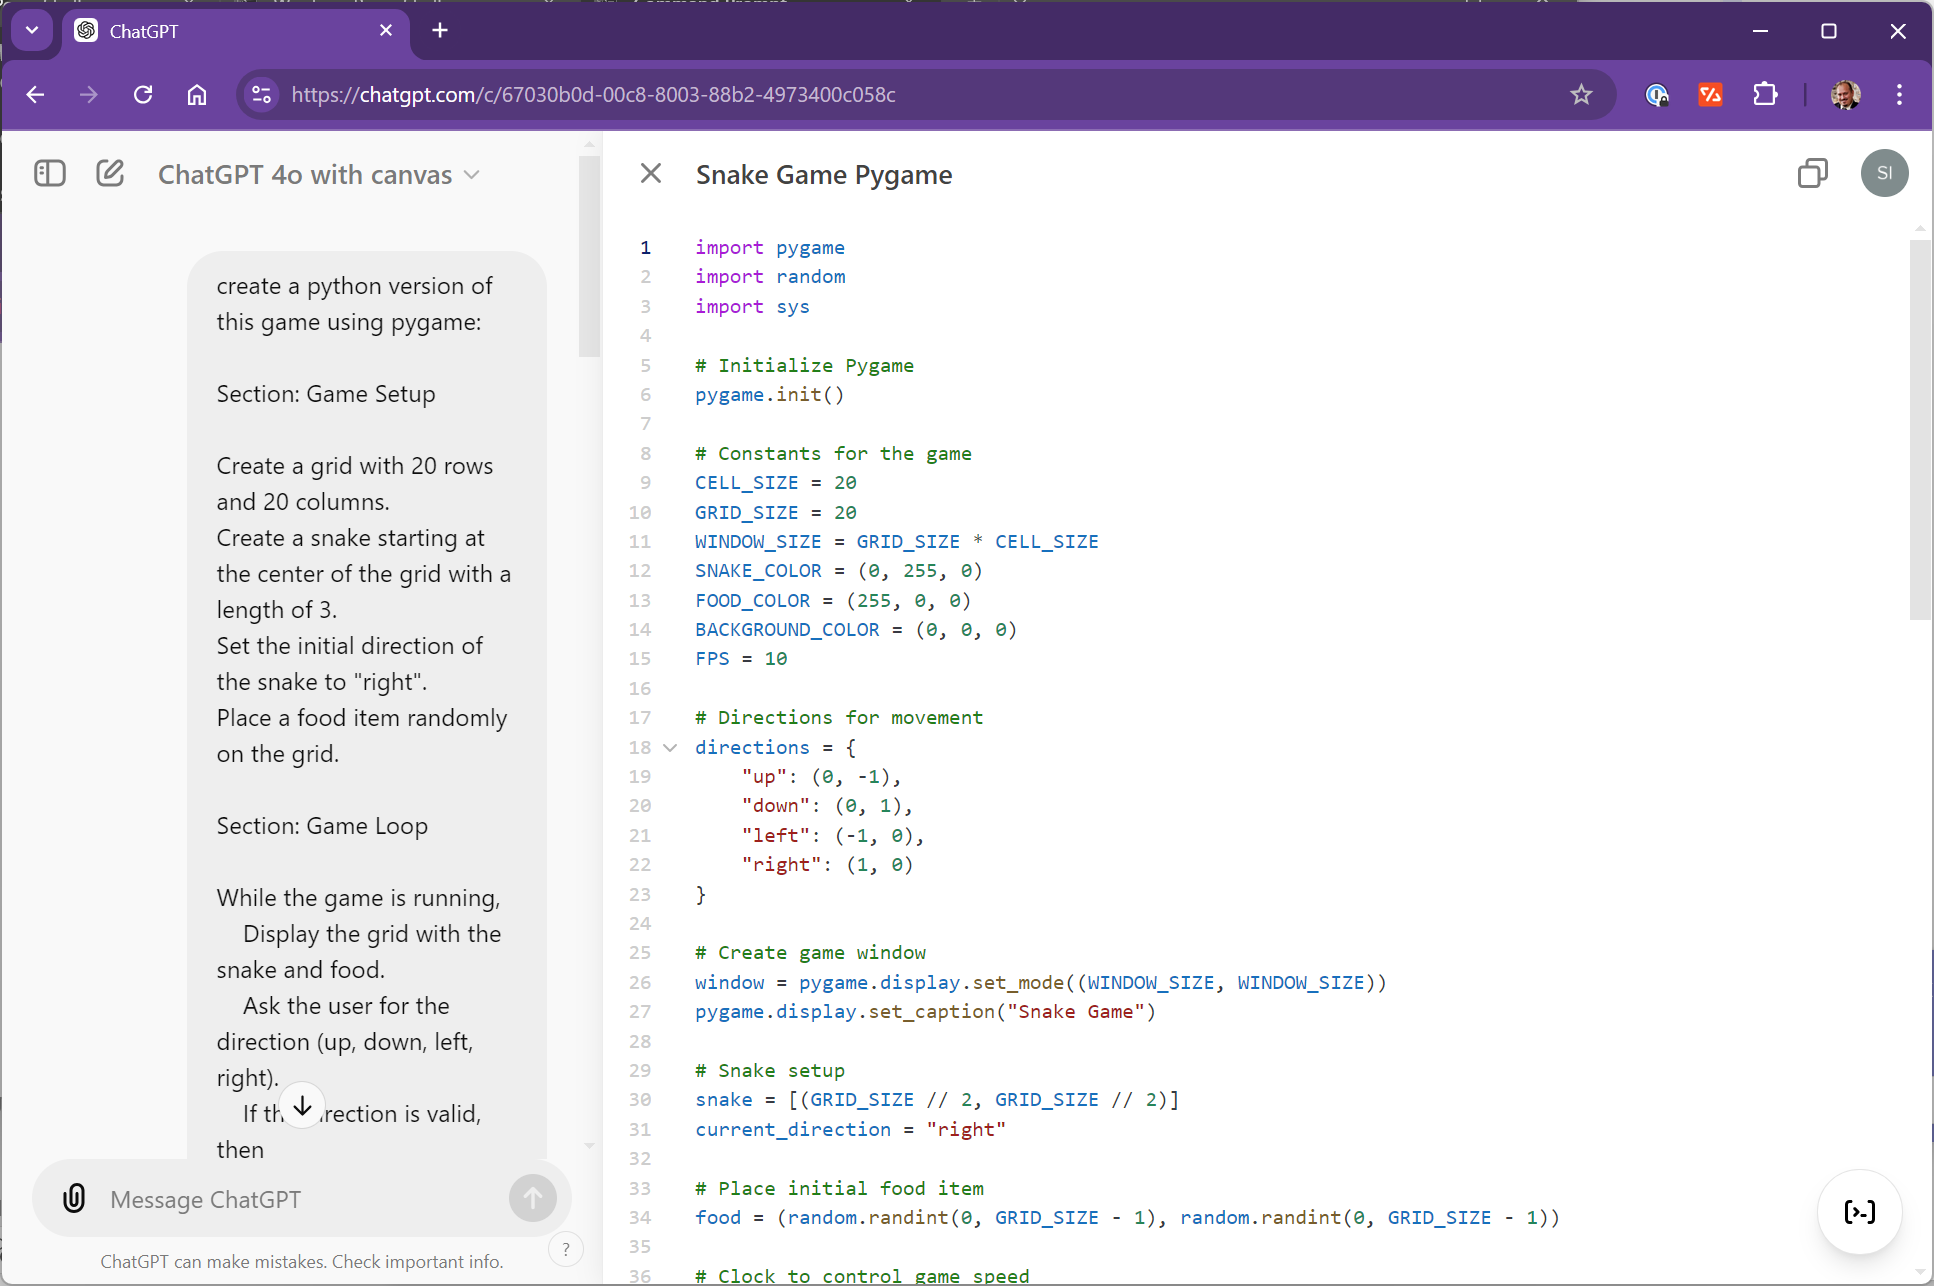 ChatGPT
https://chatgpt.com/c/67030b0d-00c8-8003-88b2-4973400c058c
ChatGPT 4o with canvas
create a python version of
this game using pygame:
Section: Game Setup
Create a grid with 20 rows
and 20 columns.
Create a snake starting at
the center of the grid with a
length of 3.
Set the initial direction of
the snake to "right".
Place a food item randomly
on the grid.
Section: Game Loop
While the game is running,
Display the grid with the
snake and food.
Ask the user for the
direction (up, down, left,
right).
If th rection is valid,
then
Message ChatGPT
ChatGPT can make mistakes. Check important info.
?
Snake Game Pygame
SI
1 import pygame
2 import random
3 import sys
4
5 # Initialize Pygame
6 pygame.init()
7
8 # Constants for the game
9 CELL_SIZE = 20
10 GRID_SIZE = 20
11 WINDOW_SIZE = GRID_SIZE * CELL_SIZE
12 SNAKE_COLOR = (0, 255, 0)
13 FOOD_COLOR = (255, 0, 0)
14 BACKGROUND_COLOR = (0, 0, 0)
15 FPS = 10
16
17 # Directions for movement
18 directions = {
19     "up": (0, -1),
20     "down": (0, 1),
21     "left": (-1, 0),
22     "right": (1, 0)
23 }
24
25 # Create game window
26 window = pygame.display.set_mode((WINDOW_SIZE, WINDOW_SIZE))
27 pygame.display.set_caption("Snake Game")
28
29 # Snake setup
30 snake = [(GRID_SIZE // 2, GRID_SIZE // 2)]
31 current_direction = "right"
32
33 # Place initial food item
34 food = (random.randint(0, GRID_SIZE - 1), random.randint(0, GRID_SIZE - 1))
35
36 # Clock to control game speed